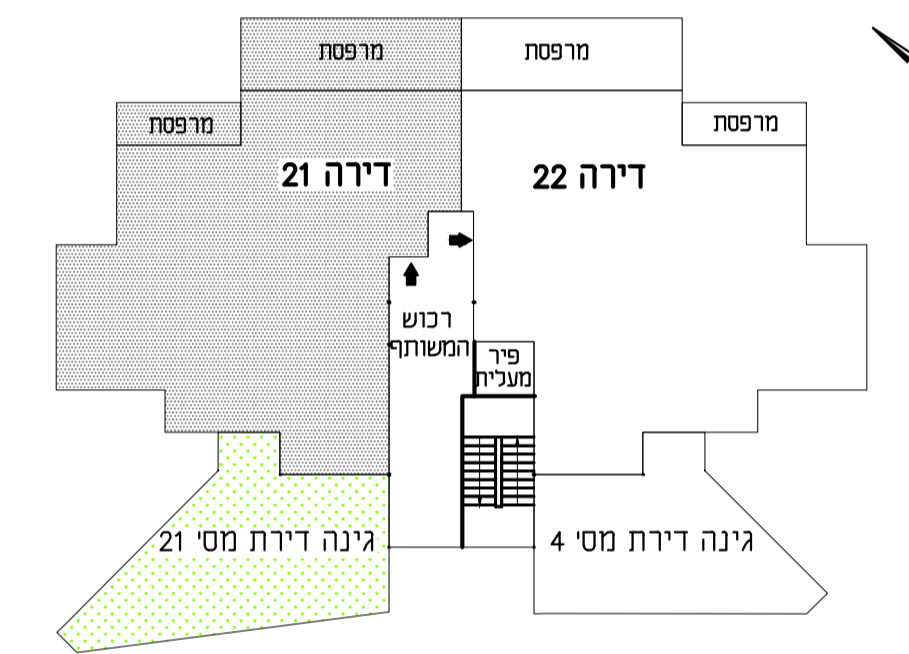 מרפסת
מרפסת
מרפסת
מרפסת
דירה 21
דירה 22
רכוש
המשותף
פיר
מעלית
גינה דירת מסי 21
גינה דירת מסי 4